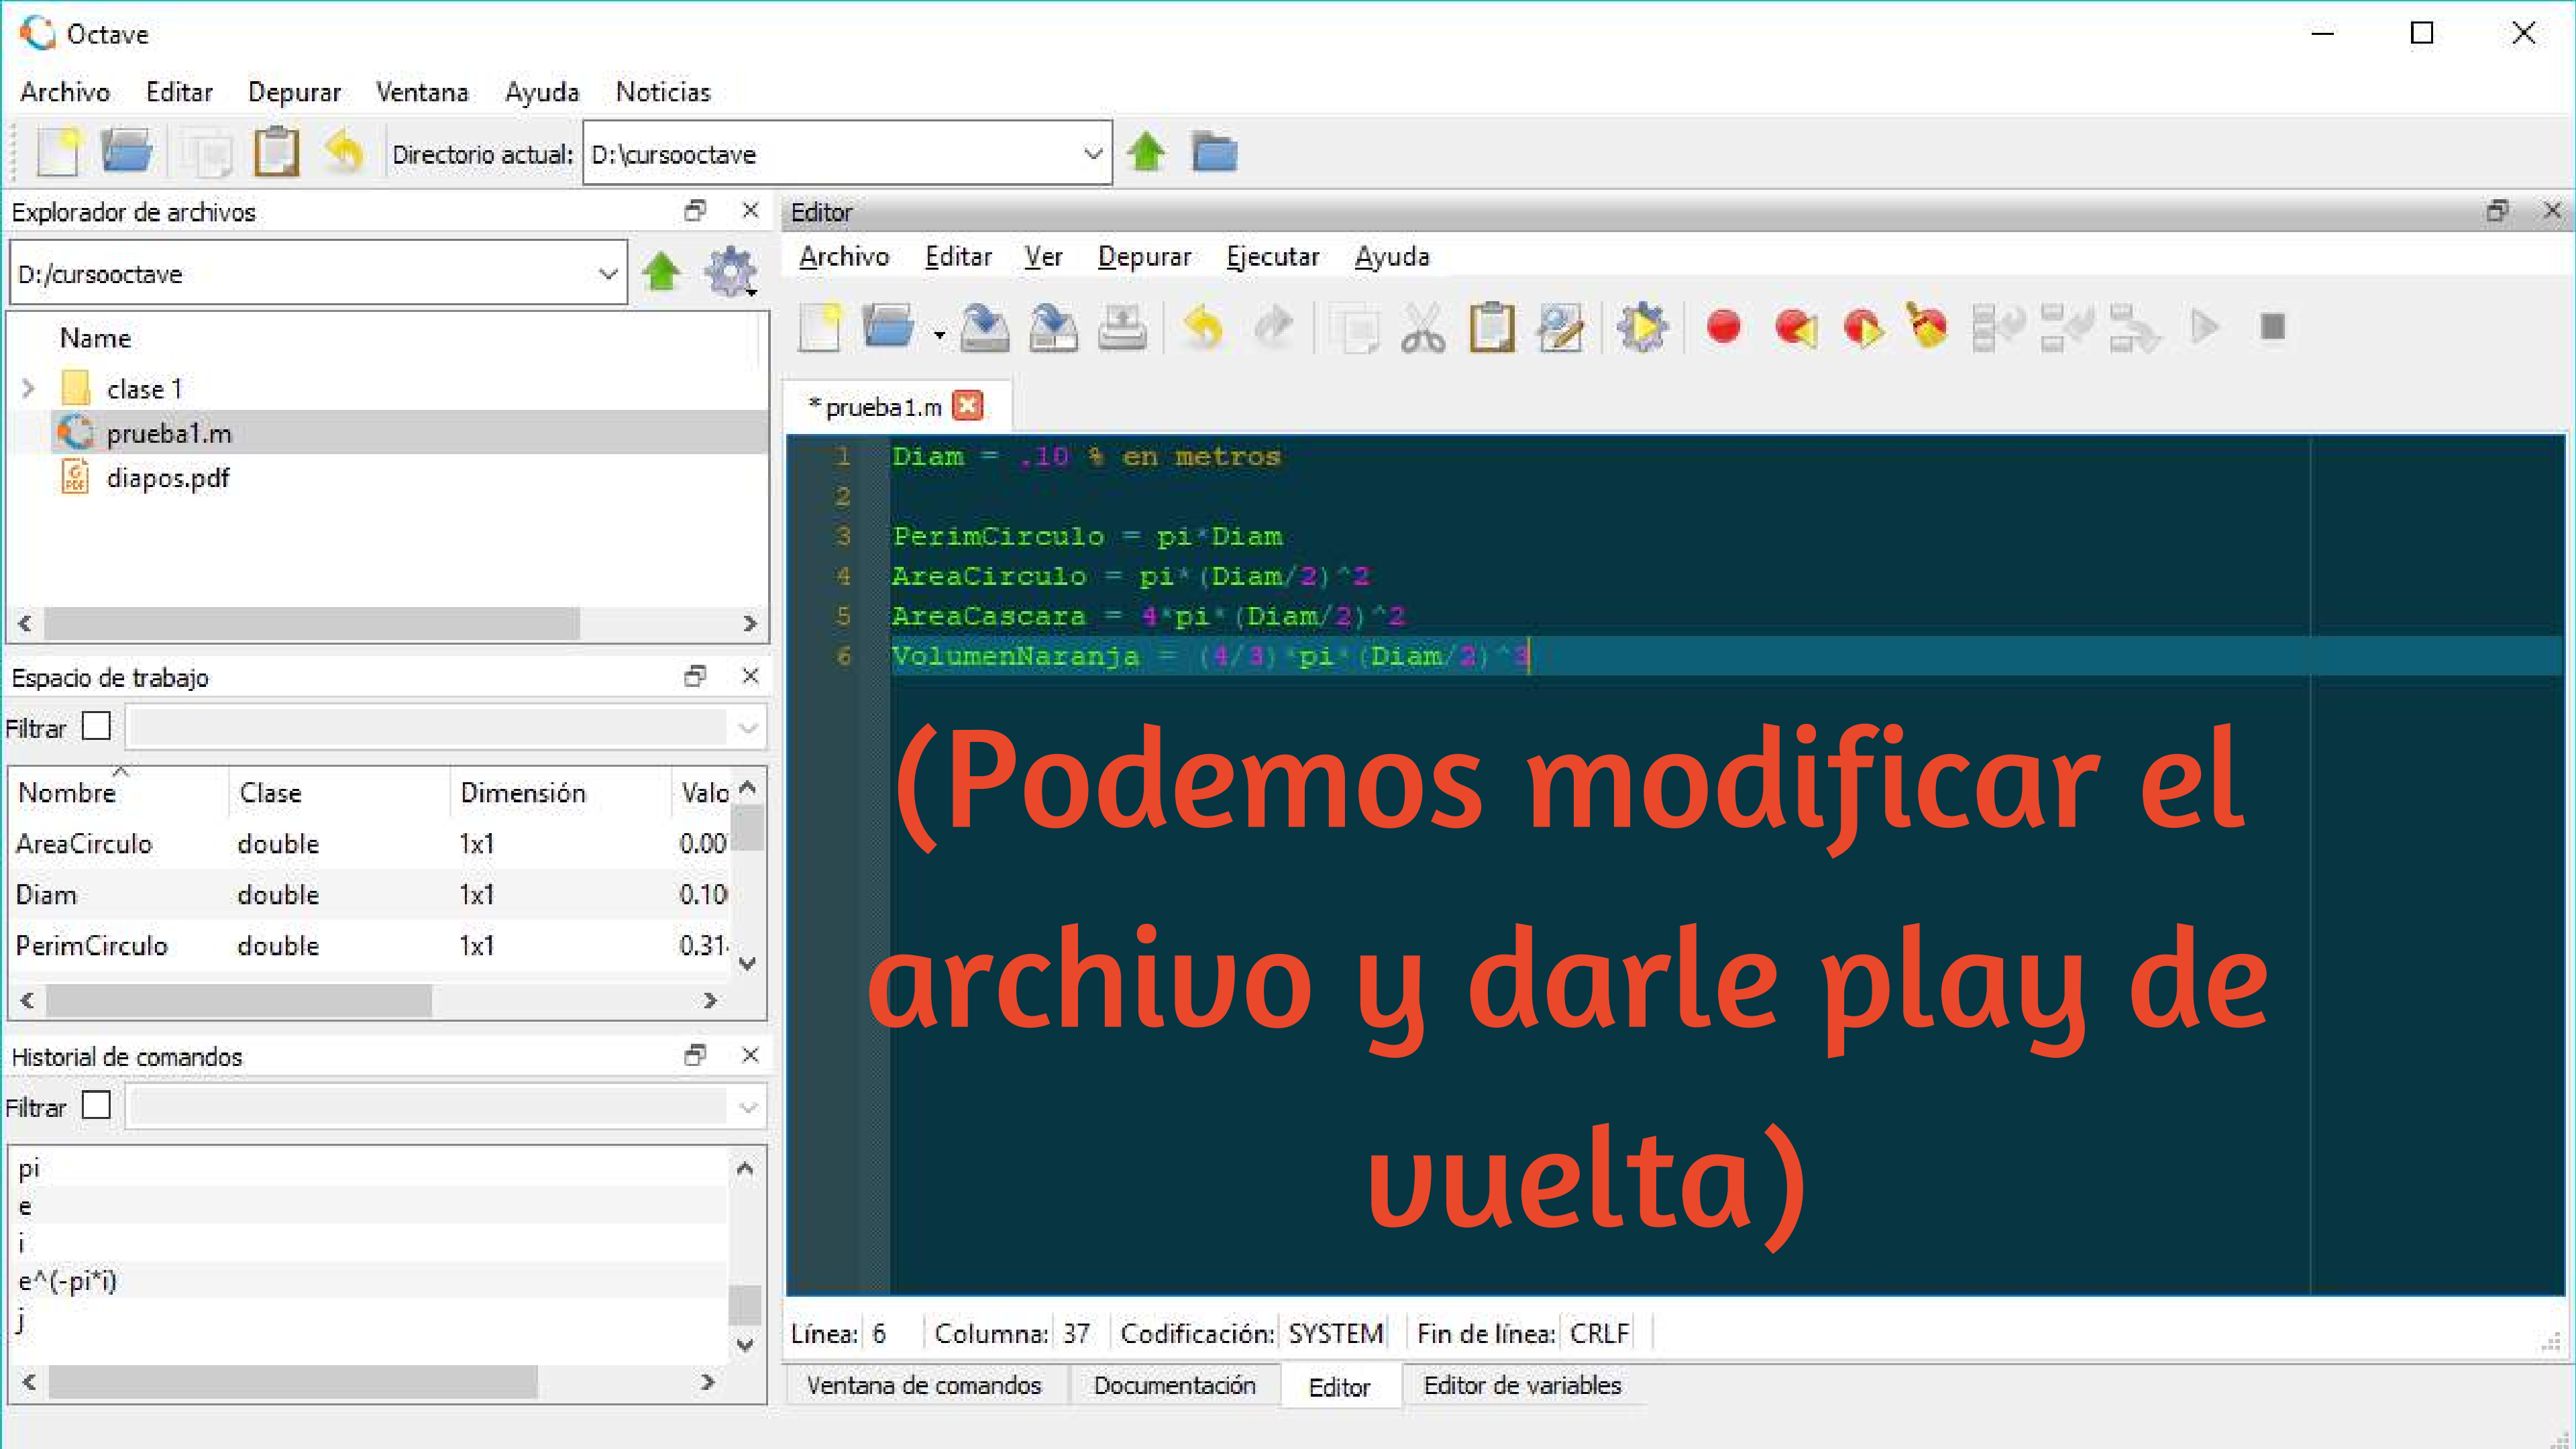 Octave
Archivo Editar Depurar Ventana Ayuda Noticias
Directorio actual: D:\cursooctave
Explorador de archivos
D:/cursooctave
Name
clase 1
prueba1.m
diapos.pdf
Espacio de trabajo
Filtrar
Nombre Clase Dimensión Valo
AreaCirculo double 1x1 0.00
Diam double 1x1 0.10
PerimCirculo double 1x1 0.31
Historial de comandos
Filtrar
pi
e
i
e^(-pi*i)
j
Editor
Archivo Editar Ver Depurar Ejecutar Ayuda
* prueba1.m
1 Diam = .10 % en metros
2
3 PerimCirculo = pi*Diam
4 AreaCirculo = pi*(Diam/2)^2
5 AreaCascara = 4*pi*(Diam/2)^2
6 VolumenNaranja = (4/3)*pi*(Diam/2)^3
(Podemos modificar el
archivo y darle play de
vuelta)
Línea: 6 Columna: 37 Codificación: SYSTEM Fin de línea: CRLF
Ventana de comandos Documentación Editor Editor de variables